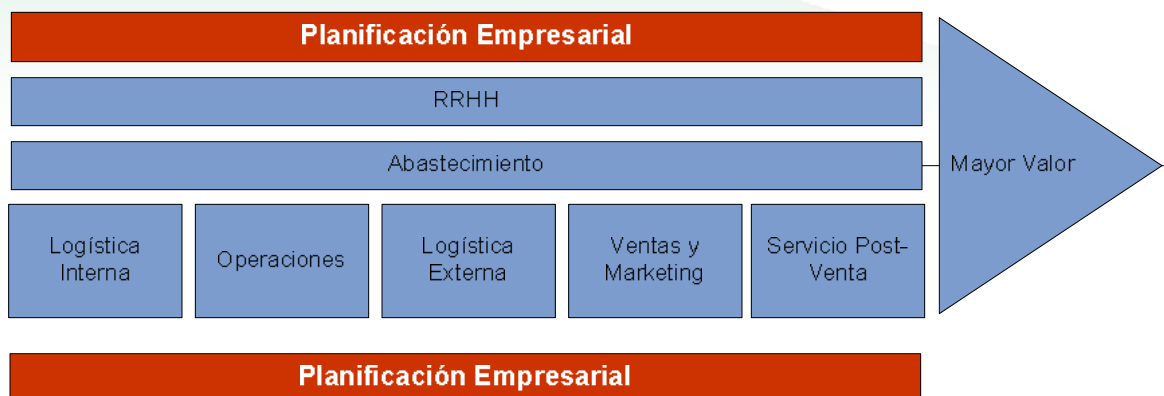 Planificación Empresarial
RRHH
Abastecimiento
Mayor Valor
Logística
Interna
Operaciones
Logística
Externa
Ventas y
Marketing
Servicio Post-
Venta
Planificación Empresarial